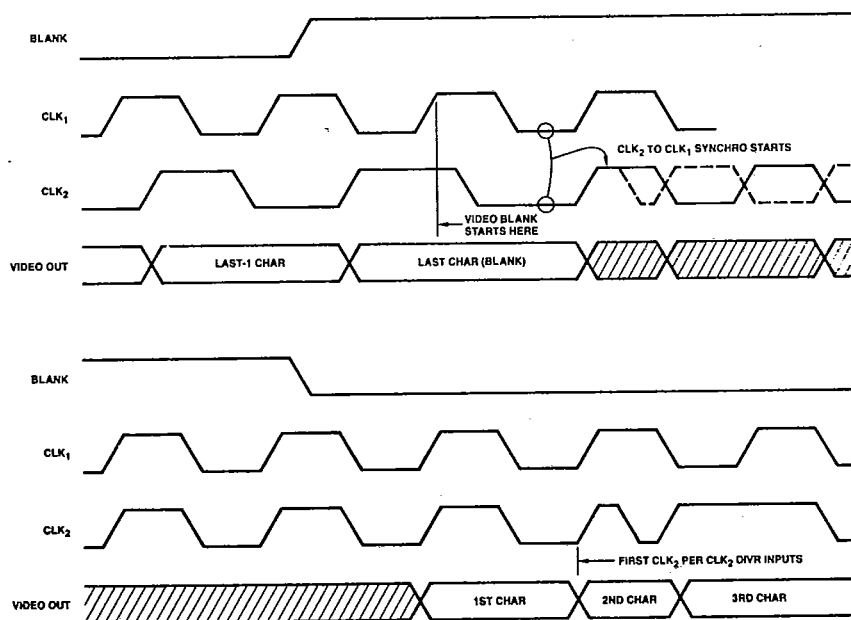 BLANK
CLK1
CLK2 TO CLK1 SYNCHRO STARTS
CLK2
VIDEO BLANK
STARTS HERE
VIDEO OUT
LAST-1 CHAR
LAST CHAR (BLANK)
BLANK
CLK1
CLK2
FIRST CLK2 PER CLK2 DIVR INPUTS
VIDEO OUT
1ST CHAR
2ND CHAR
3RD CHAR